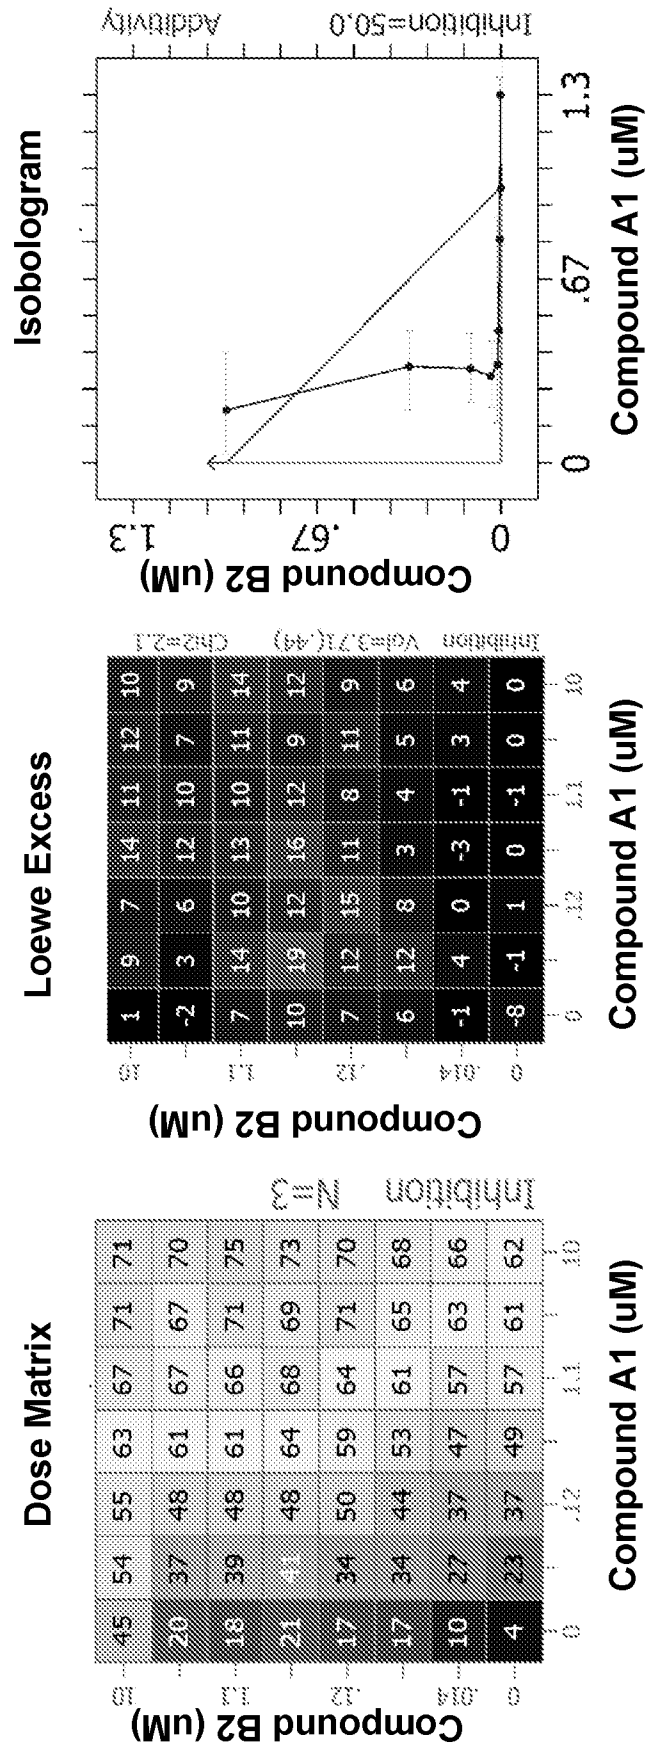 Dose Matrix
Compound B2 (uM)
10 45 54 55 63 67 71 71
20 37 48 61 67 67 70
1.1 18 39 48 61 66 71 75
21 48 64 68 69 73
.12 17 34 50 59 64 71 70
17 34 44 53 61 65 68
.014 10 27 37 47 57 63 66
0 4 23 37 49 57 61 62
0 .12 1.1 10
Compound A1 (uM)
N=3
Inhibition
Loewe Excess
Compound B2 (uM)
10 1 9 7 14 11 12 10
-2 3 6 12 10 7 9
1.1 7 14 10 13 10 11 14
10 19 12 16 12 9 12
.12 7 12 15 11 8 11 9
6 12 8 3 4 5 6
.014 -1 4 0 -3 -1 3 4
0 -8 -1 1 0 -1 0 0
0 .12 1.1 10
Compound A1 (uM)
Chi2=2.1
Vol=3.71(.44)
Inhibition
Isobologram
Compound B2 (uM)
1.3
.67
0
0 .67 1.3
Compound A1 (uM)
Additivity
Inhibition=50.0